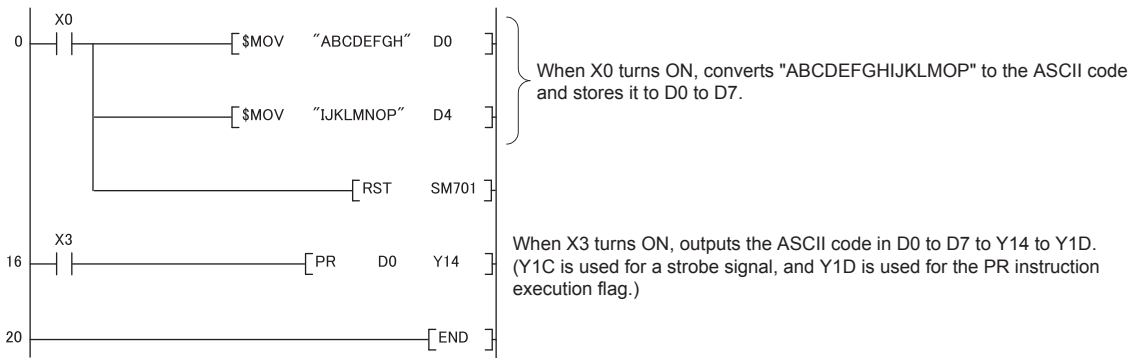 X0
0 $MOV "ABCDEFGH" D0
When X0 turns ON, converts "ABCDEFGHIJKLMOP" to the ASCII code
and stores it to D0 to D7.
$MOV "IJKLMNOP" D4
RST SM701
X3
16 PR D0 Y14
When X3 turns ON, outputs the ASCII code in D0 to D7 to Y14 to Y1D.
(Y1C is used for a strobe signal, and Y1D is used for the PR instruction
execution flag.)
20 END